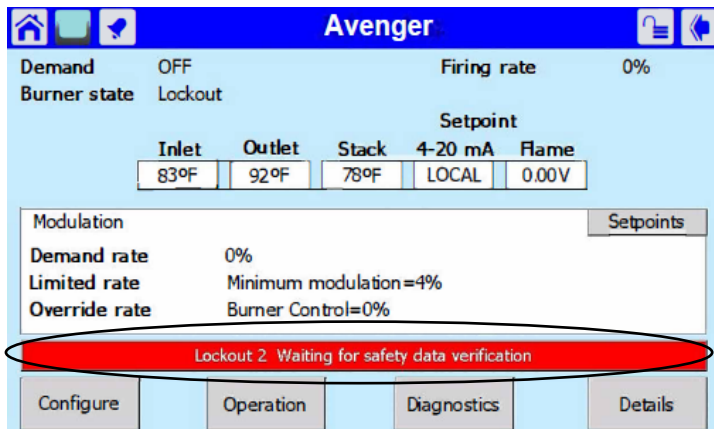 Avenger
Demand OFF Firing rate 0%
Burner state Lockout
Setpoint
Inlet Outlet Stack 4-20 mA Flame
83ºF 92ºF 78ºF LOCAL 0.00V
Modulation Setpoints
Demand rate 0%
Limited rate Minimum modulation=4%
Override rate Burner Control=0%
Lockout 2 Waiting for safety data verification
Configure Operation Diagnostics Details